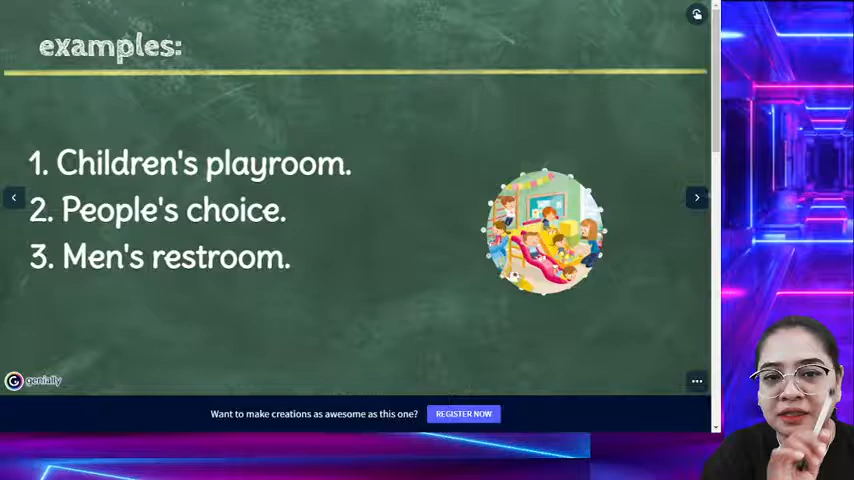 examples:
1. Children's playroom.
2. People's choice.
3. Men's restroom.
genially
Want to make creations as awesome as this one? REGISTER NOW